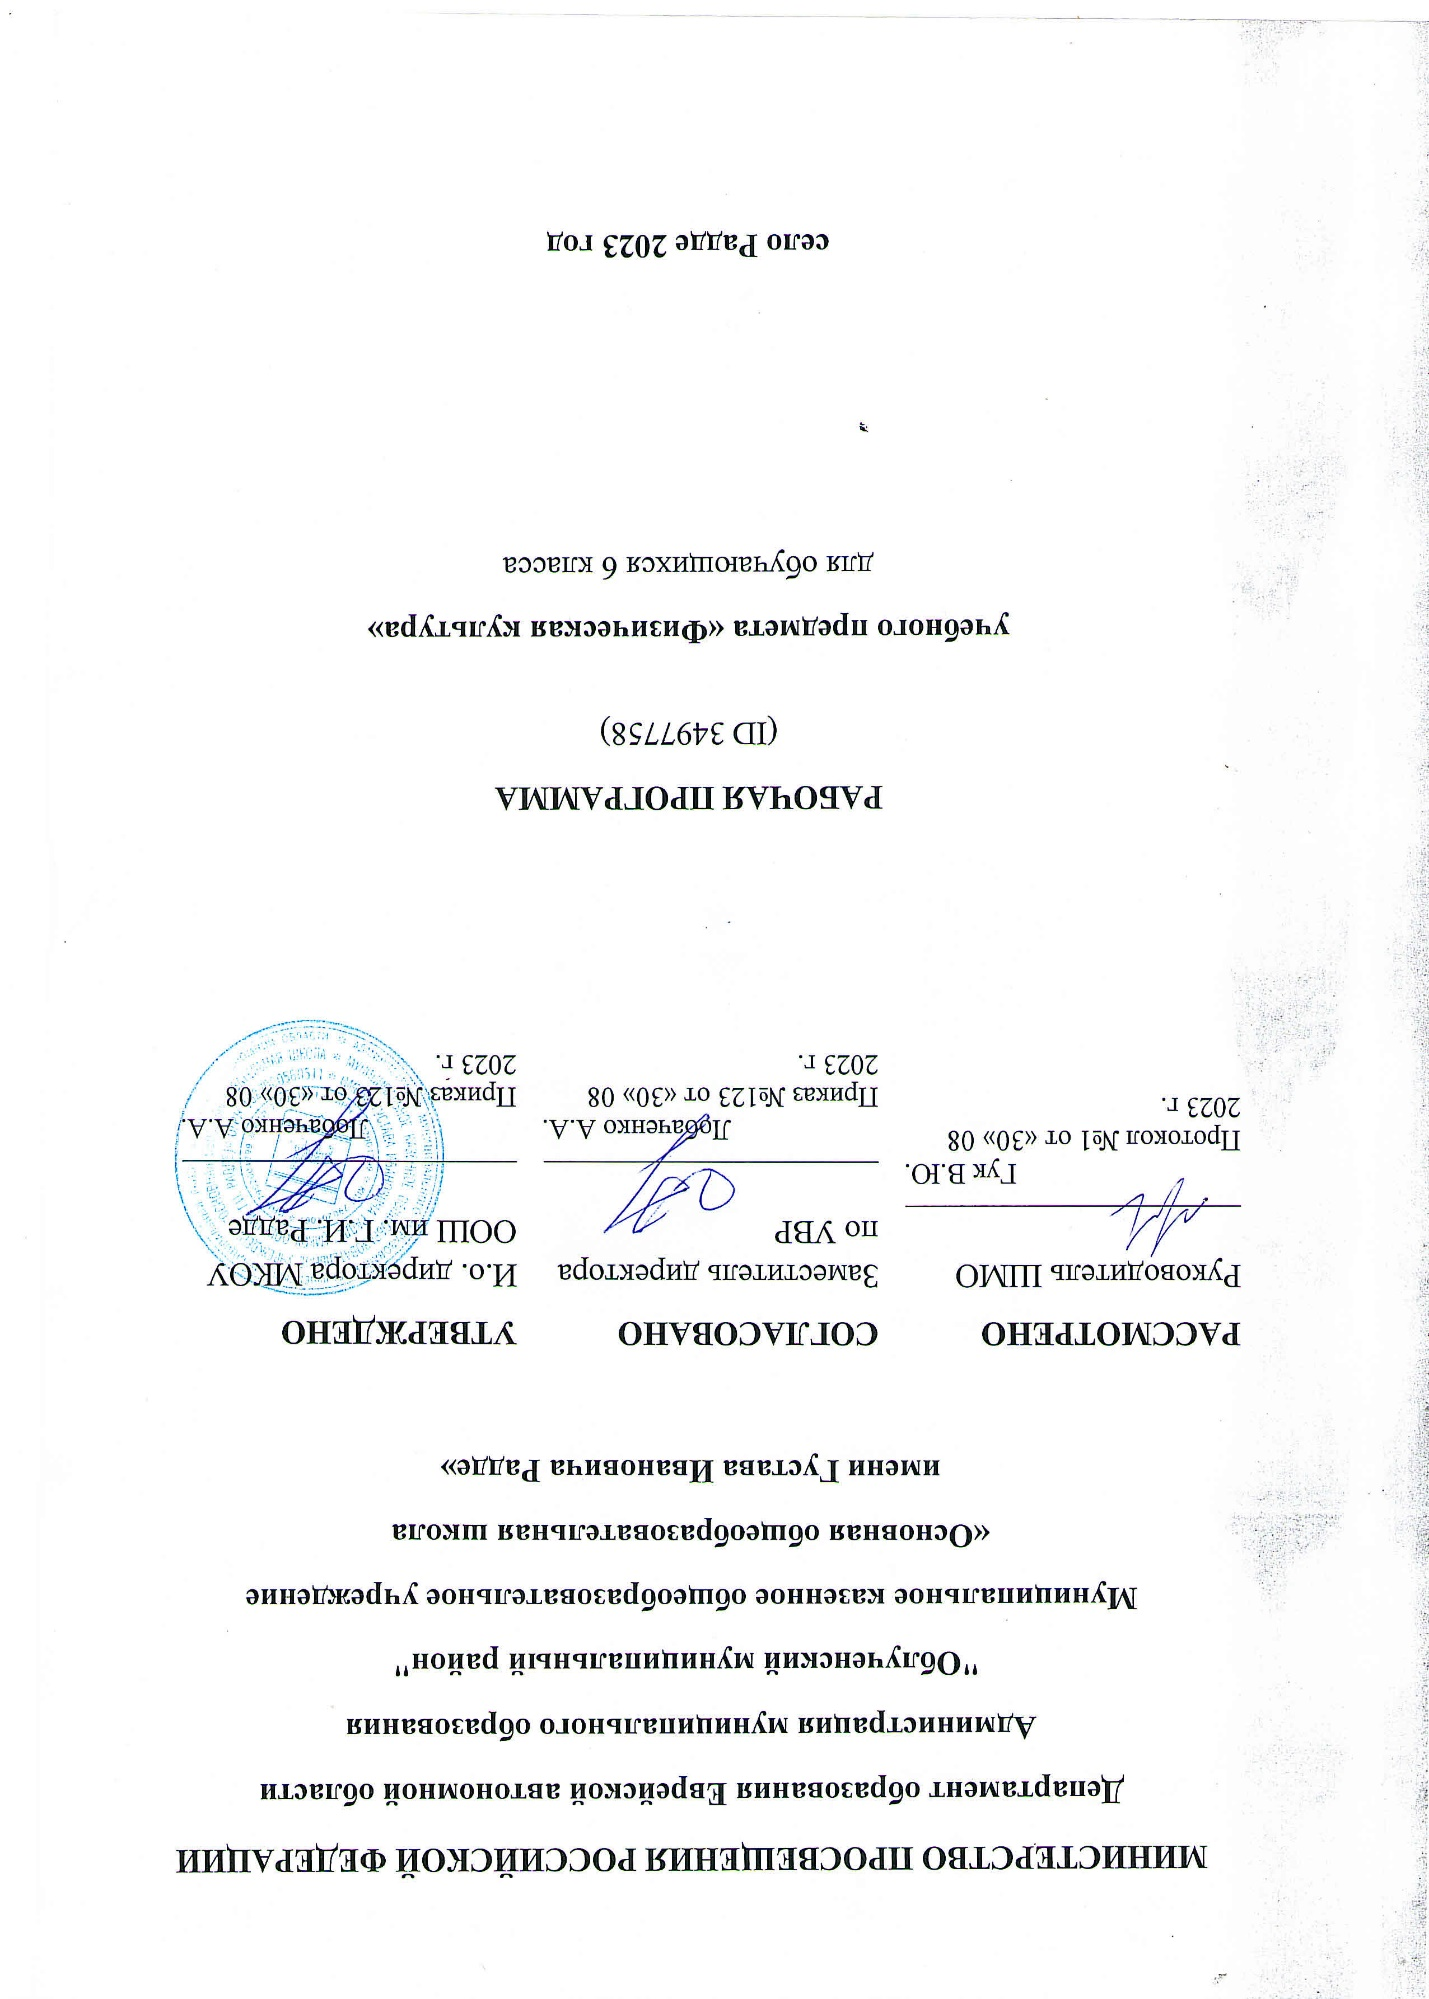 МИНИСТЕРСТВО ПРОСВЕЩЕНИЯ РОССИЙСКОЙ ФЕДЕРАЦИИ
Департамент образования Еврейской автономной области
Администрация муниципального образования
"Облученский муниципальный район"
Муниципальное казенное общеобразовательное учреждение
«Основная общеобразовательная школа
имени Густава Ивановича Радде»
РАССМОТРЕНО
Руководитель ШМО
Гук В.Ю.
Протокол №1 от «30» 08
2023 г.
СОГЛАСОВАНО
Заместитель директора
по УВР
Лобаченко А.А.
Приказ №123 от «30» 08
2023 г.
УТВЕРЖДЕНО
И.о. директора МКОУ
ООШ им. Г.И. Радде
Лобаченко А.А.
Приказ №123 от «30» 08
2023 г.
РАБОЧАЯ ПРОГРАММА
(ID 3497758)
учебного предмета «Физическая культура»
для обучающихся 6 класса
село Радде 2023 год